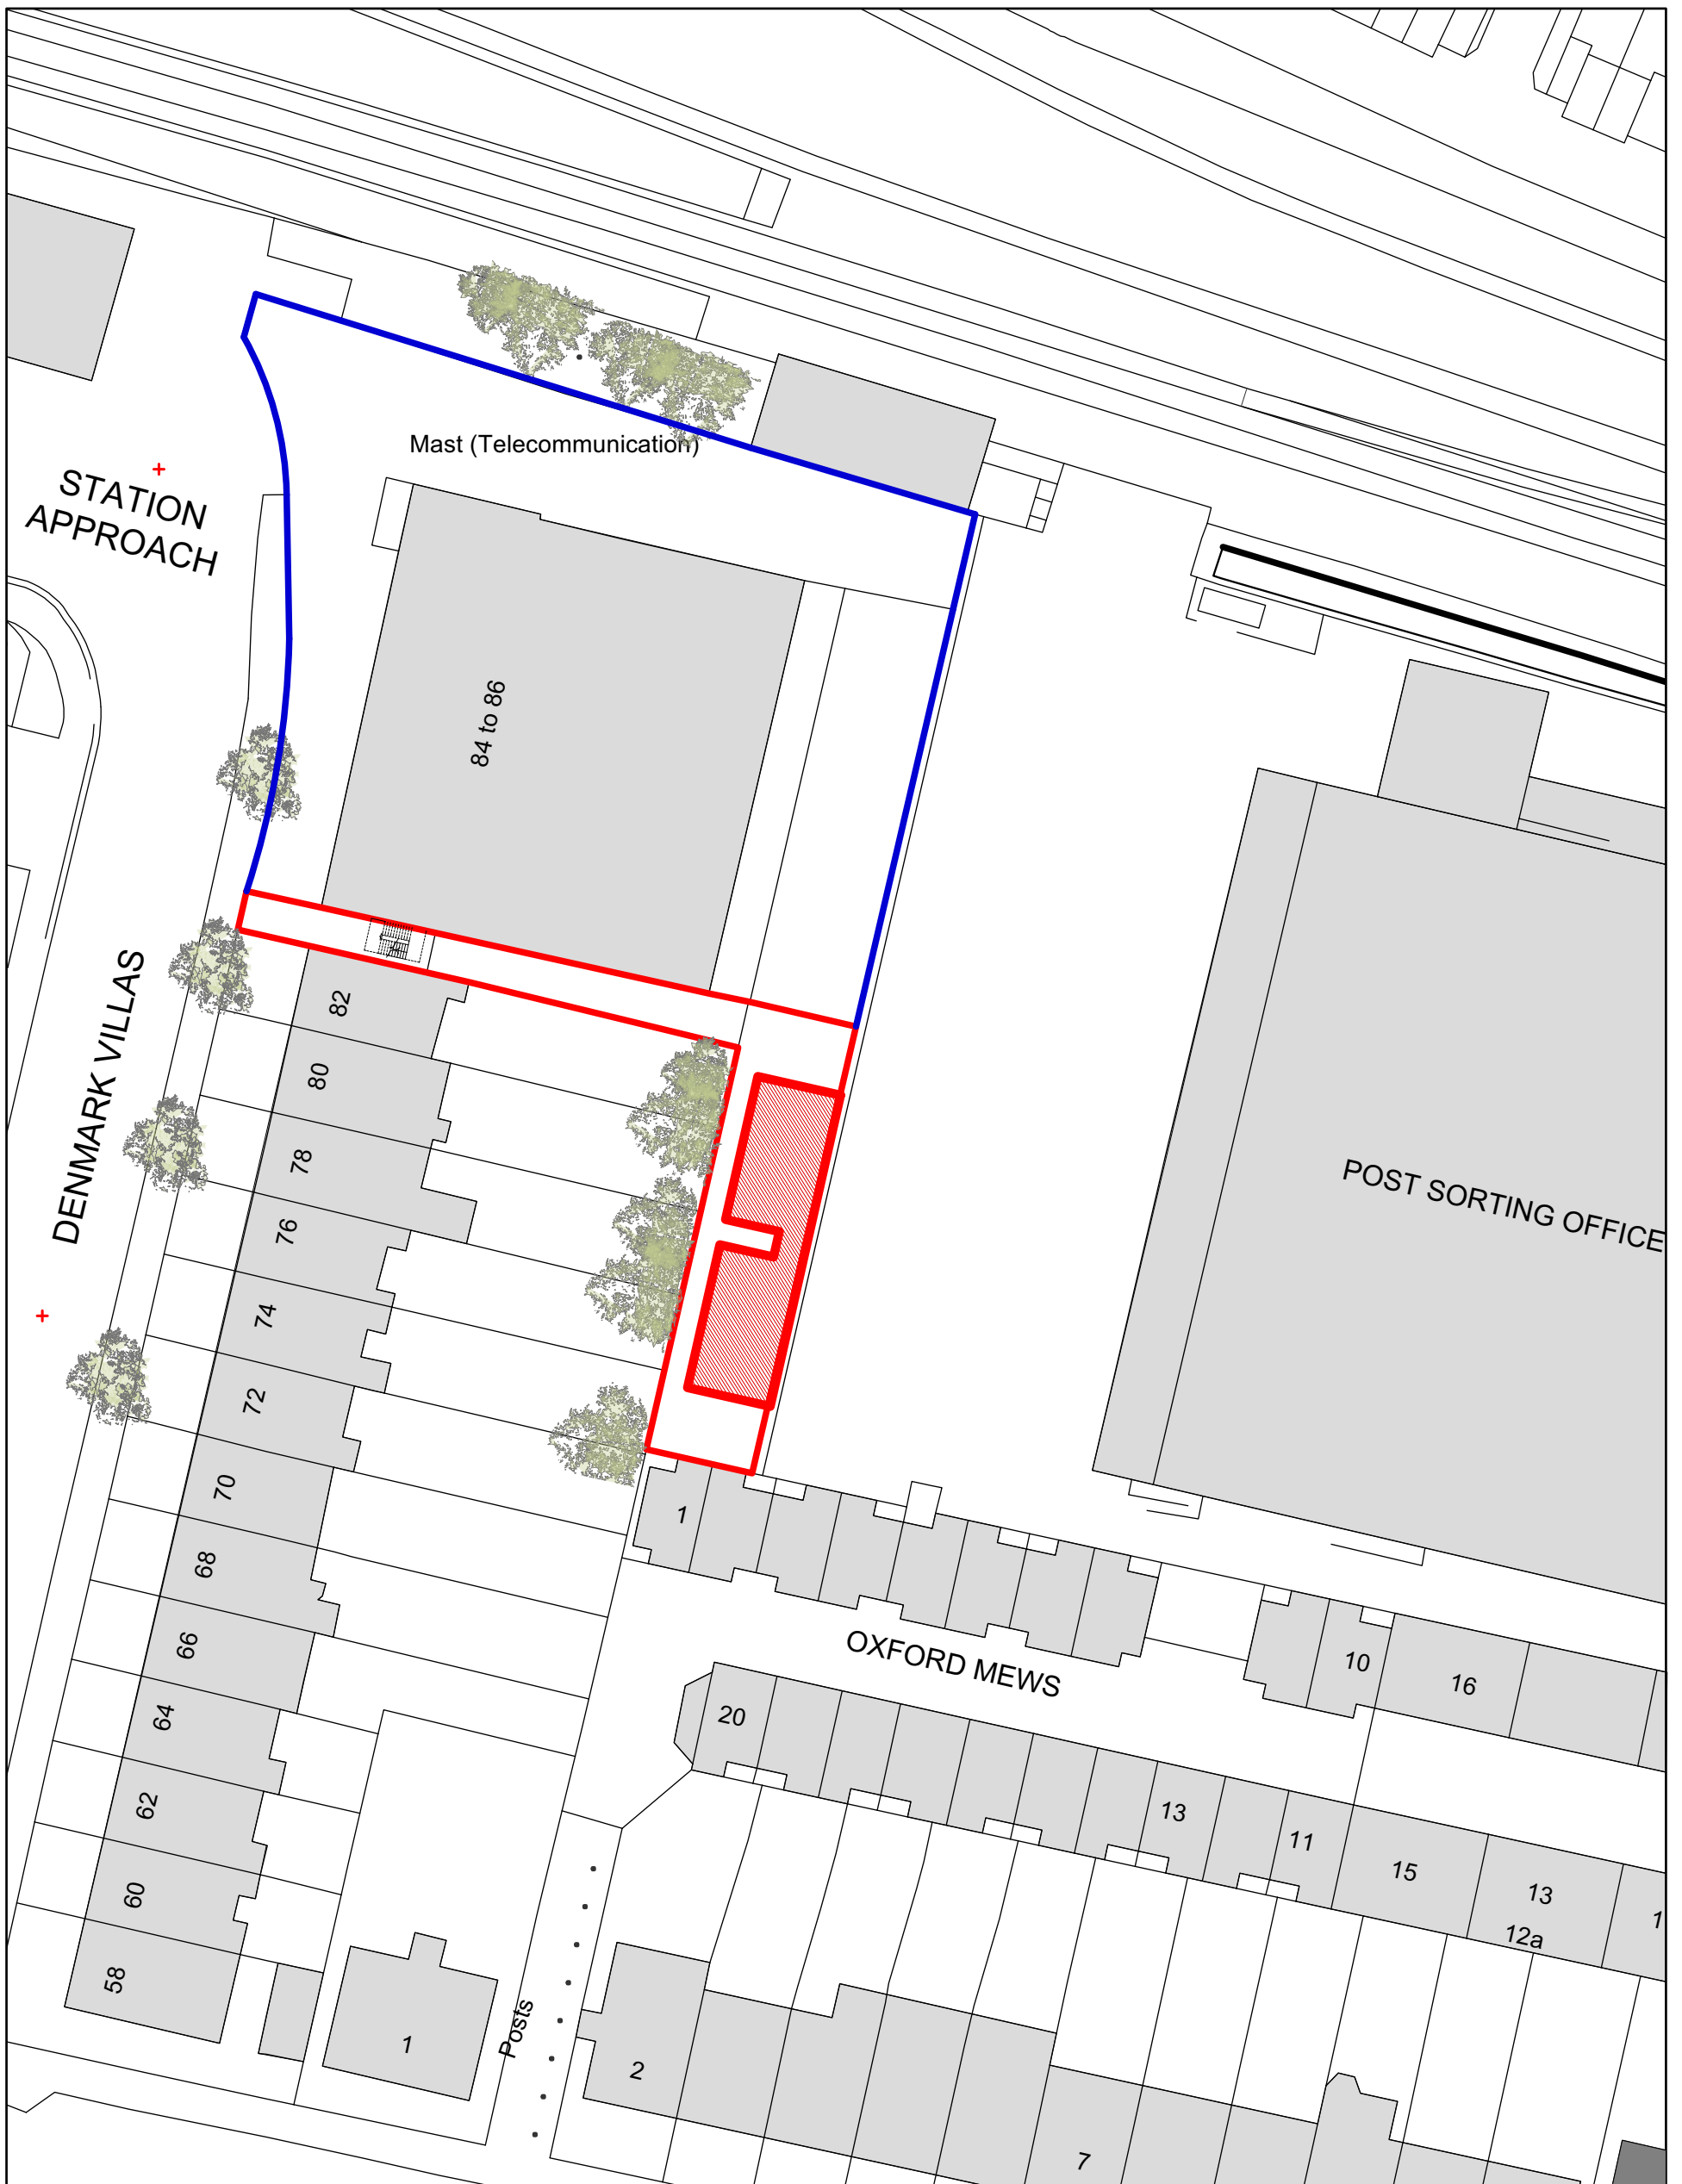 Mast (Telecommunication)
STATION
APPROACH
84 to 86
DENMARK VILLAS
82
80
78
76
74
72
70
68
66
64
62
60
58
POST SORTING OFFICE
1
OXFORD MEWS
10
16
20
13
11
15
13
12a
1
1
Posts
2
7